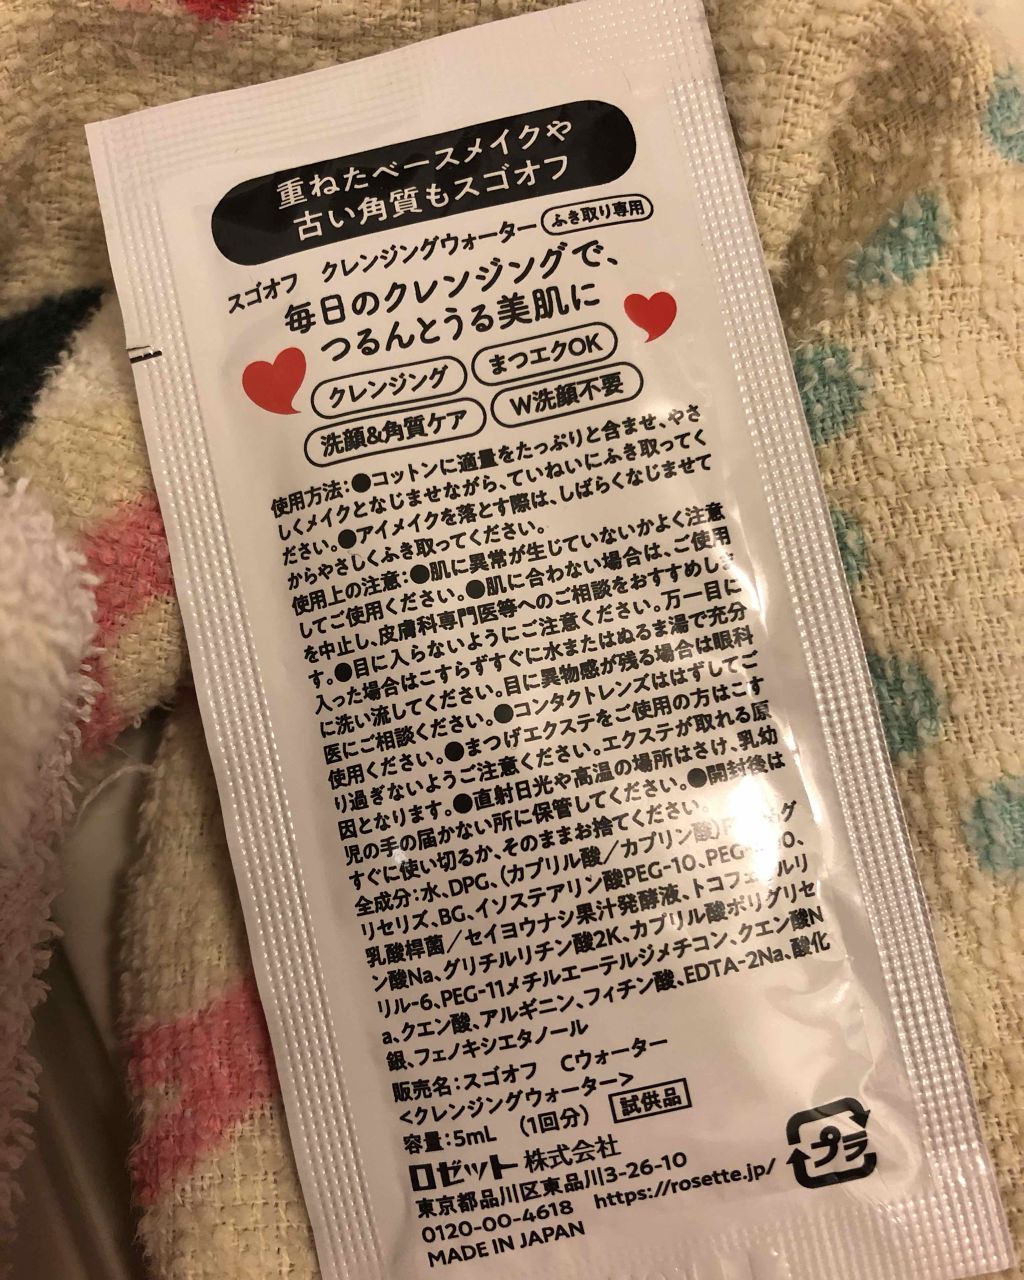 重ねたベースメイクや
古い角質もスゴオフ
スゴオフ クレンジングウォーター ふき取り専用
毎日のクレンジングで、
つるんとうる美肌に
クレンジング まつエクOK
洗顔&角質ケア W洗顔不要
使用方法:●コットンに適量をたっぷりと含ませ、やさ
しくメイクとなじませながら、ていねいにふき取ってく
ださい。●アイメイクを落とす際は、しばらくなじませて
からやさしくふき取ってください。
使用上の注意:●肌に異常が生じていないかよく注意
してご使用ください。●肌に合わない場合は、ご使用
を中止し、皮膚科専門医等へのご相談をおすすめしま
す。●目に入らないようにご注意ください。万一目に
入った場合はこすらずすぐに水またはぬるま湯で充分
に洗い流してください。目に異物感が残る場合は眼科
医にご相談ください。●コンタクトレンズははずしてご
使用ください。●まつげエクステをご使用の方はこす
り過ぎないようご注意ください。エクステが取れる原
因となります。●直射日光や高温の場所はさけ、乳幼
児の手の届かない所に保管してください。●開封後は
すぐに使い切るか、そのままお捨てください。
全成分:水、DPG、(カプリル酸/カプリン酸)
リセリズ、BG、イソステアリン酸PEG-10、
乳酸桿菌/セイヨウナシ果汁発酵液、
ン酸Na、グリチルリチン酸2K、カプリル酸ポリグリセ
リル-6、PEG-11メチルエーテルジメチコン、クエン酸N
a、クエン酸、アルギニン、フィチン酸、EDTA-2Na、酸化
銀、フェノキシエタノール
販売名:スゴオフ Cウォーター
<クレンジングウォーター>
容量:5mL (1回分) 試供品
ロゼット株式会社
東京都品川区東品川3-26-10
0120-00-4618 https://rosette.jp/
MADE IN JAPAN
プラ